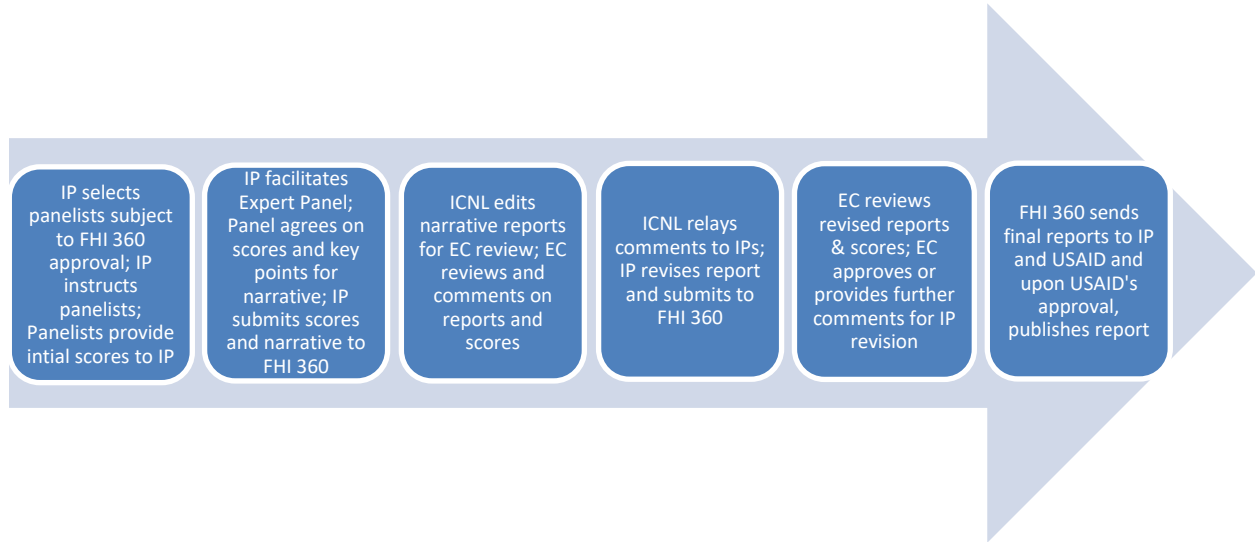 IP selects
panelists subject
to FHI 360
approval; IP
instructs
panelists;
Panelists provide
intial scores to IP
IP facilitates
Expert Panel;
Panel agrees on
scores and key
points for
narrative; IP
submits scores
and narrative to
FHI 360
ICNL edits
narrative reports
for EC review; EC
reviews and
comments on
reports and
scores
ICNL relays
comments to IPs;
IP revises report
and submits to
FHI 360
EC reviews
revised reports
& scores; EC
approves or
provides further
comments for IP
revision
FHI 360 sends
final reports to IP
and USAID and
upon USAID's
approval,
publishes report